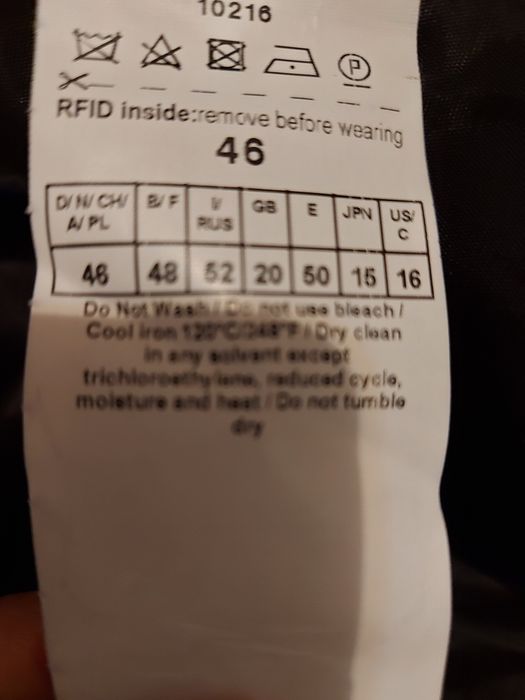 10216
RFID inside:remove before wearing
46
D/ N/ CH/ A/ PL
B/ F
I/ RUS
GB
E
JPN
US/ C
46 48 52 20 50 15 16
Do Not Wash / Do not use bleach /
Cool iron 120°C/248°F / Dry clean
in any solvent except
trichloroethylene, reduced cycle,
moisture and heat / Do not tumble
dry